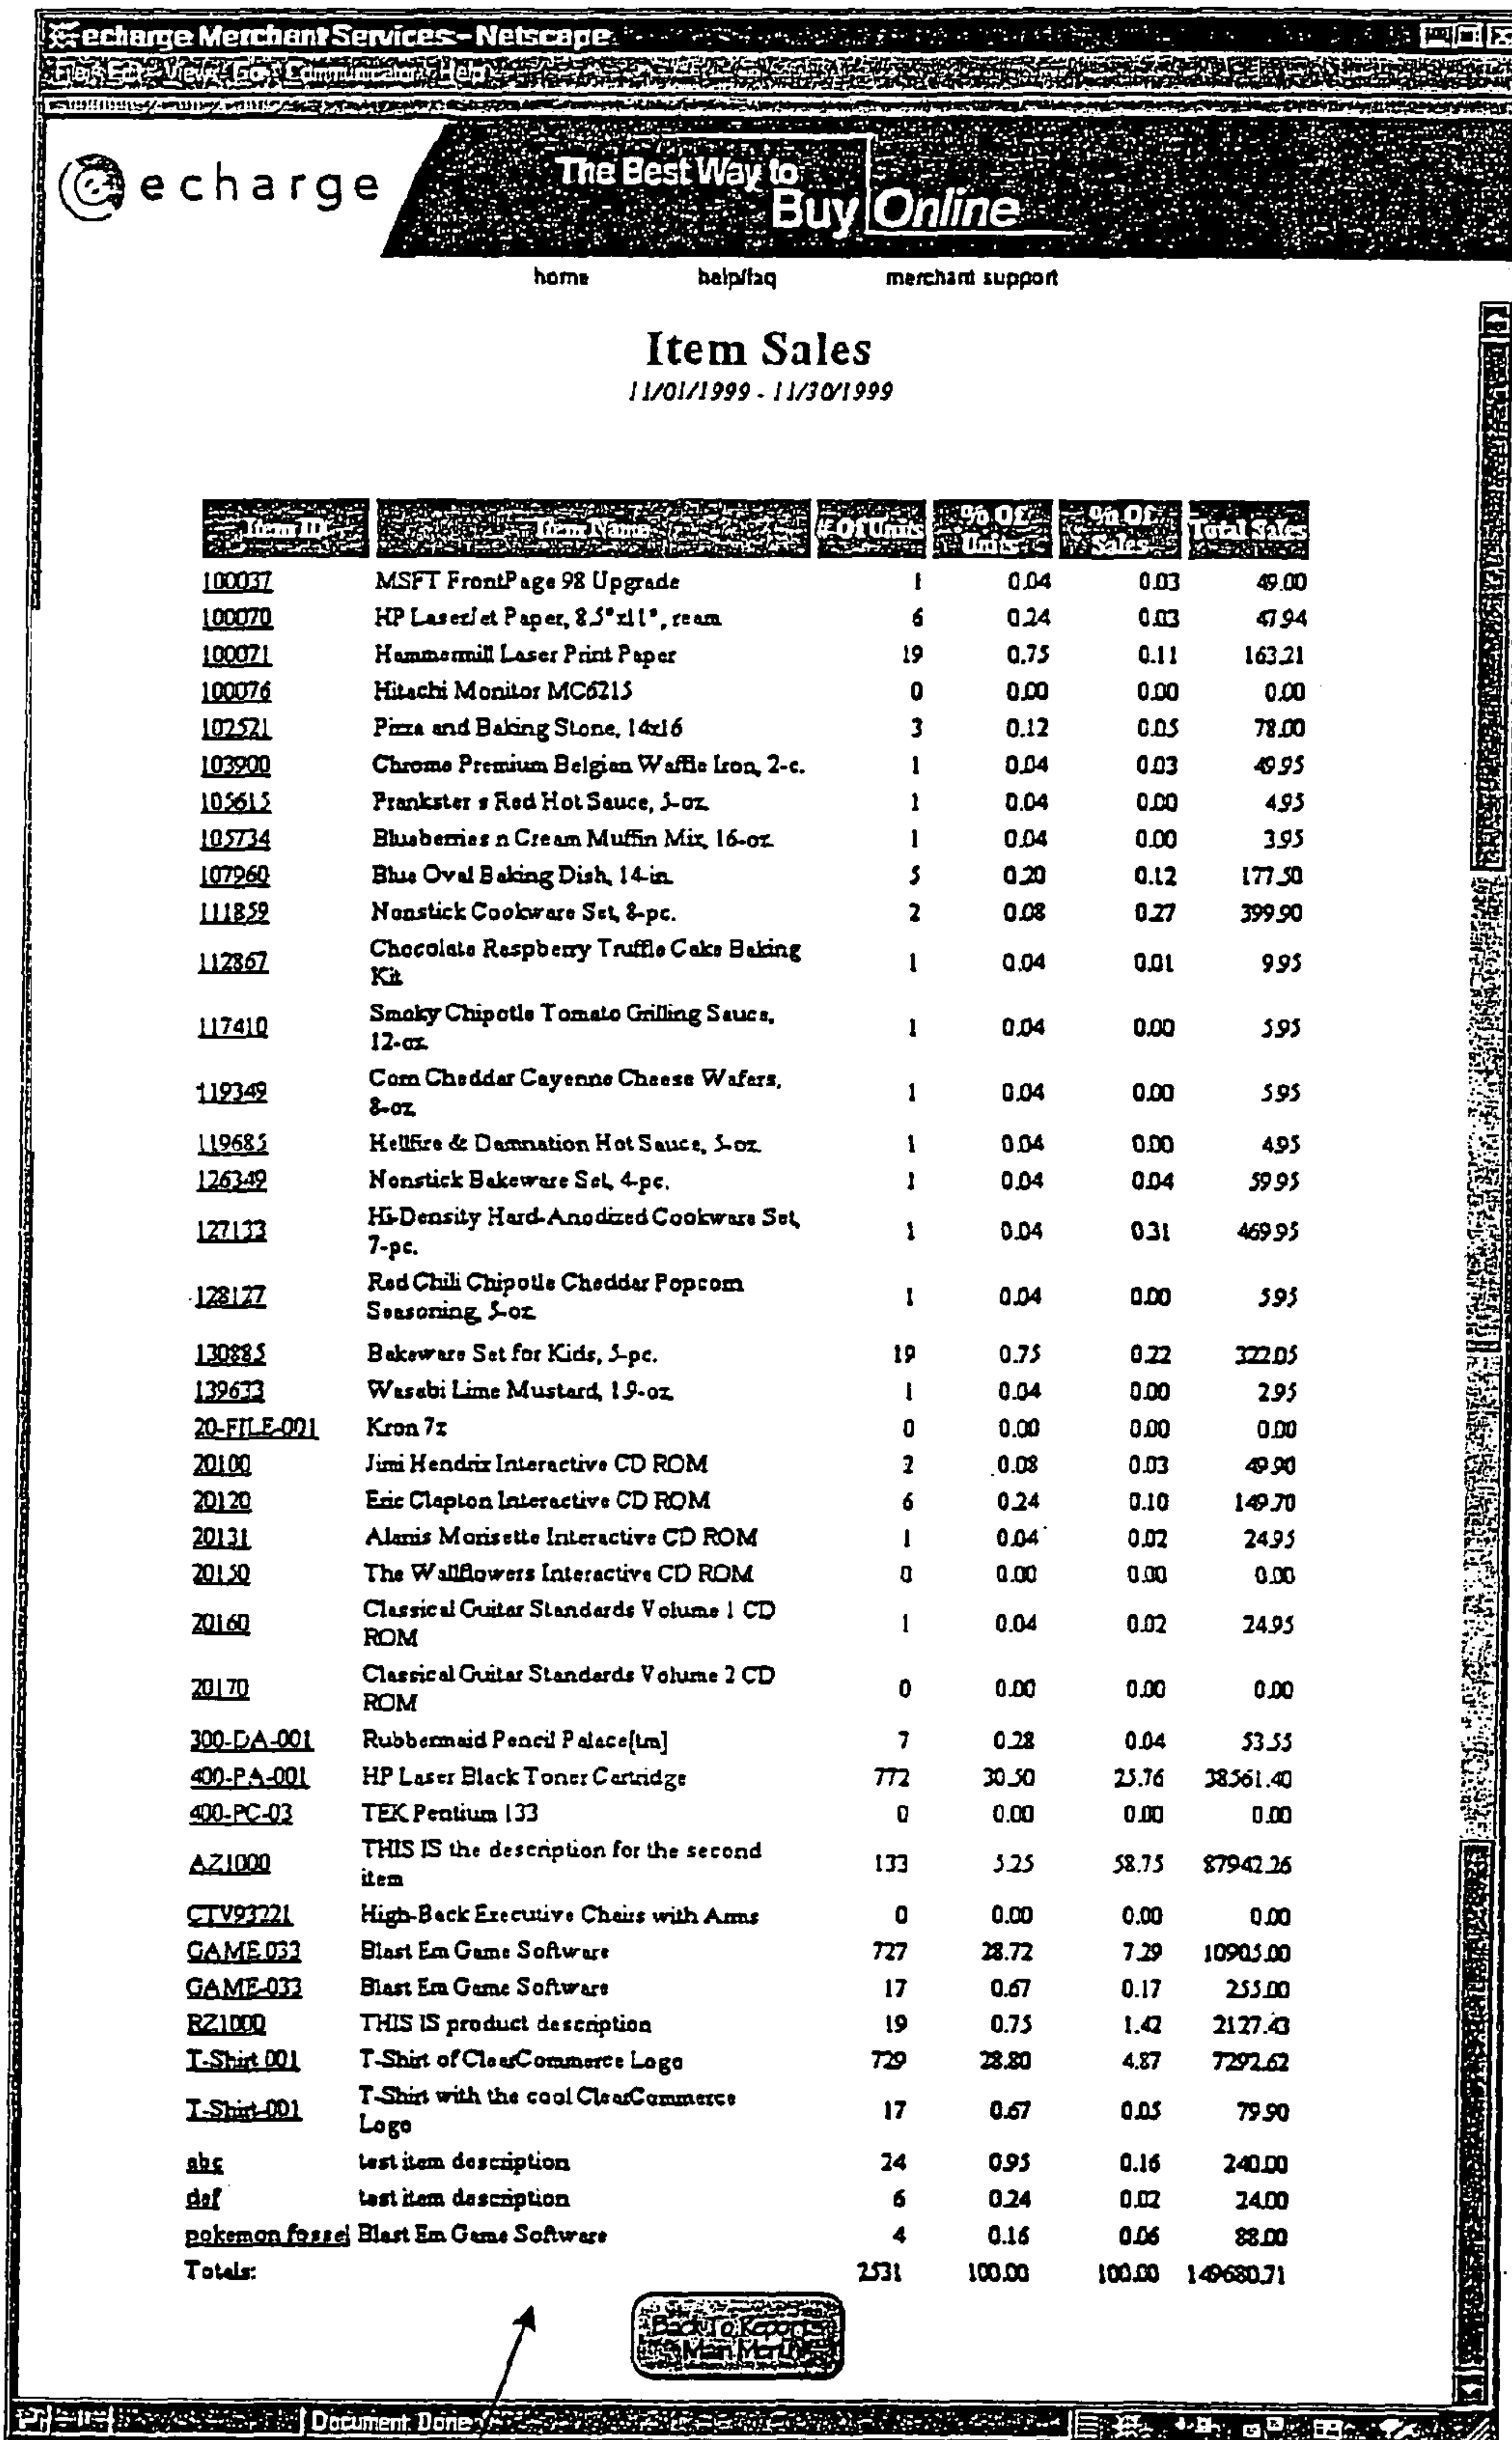 echarge Merchant Services - Netscape
File Edit View Go Communicator Help
echarge
The Best Way to
Buy Online
home help/faq merchant support
Item Sales
11/01/1999 - 11/30/1999
Item ID Item Name # Of Units % Of Units % Of Sales Total Sales
100037 MSFT FrontPage 98 Upgrade 1 0.04 0.03 49.00
100070 HP LaserJet Paper, 8.5"x11", ream 6 0.24 0.03 47.94
100071 Hammermill Laser Print Paper 19 0.75 0.11 163.21
100076 Hitachi Monitor MC6215 0 0.00 0.00 0.00
102521 Pizza and Baking Stone, 14x16 3 0.12 0.05 78.00
103900 Chrome Premium Belgian Waffle Iron, 2-c. 1 0.04 0.03 49.95
105615 Prankster s Red Hot Sauce, 5-oz. 1 0.04 0.00 4.95
105734 Blueberries n Cream Muffin Mix, 16-oz. 1 0.04 0.00 3.95
107960 Blue Oval Baking Dish, 14-in. 5 0.20 0.12 177.50
111859 Nonstick Cookware Set, 8-pc. 2 0.08 0.27 399.90
112867 Chocolate Raspberry Truffle Cake Baking 1 0.04 0.01 9.95
Kit
117410 Smoky Chipotle Tomato Grilling Sauce, 1 0.04 0.00 5.95
12-oz.
119349 Corn Cheddar Cayenne Cheese Wafers, 1 0.04 0.00 5.95
8-oz.
119685 Hellfire & Damnation Hot Sauce, 5-oz. 1 0.04 0.00 4.95
126349 Nonstick Bakeware Set, 4-pc. 1 0.04 0.04 59.95
127133 Hi-Density Hard-Anodized Cookware Set, 1 0.04 0.31 469.95
7-pc.
128127 Red Chili Chipotle Cheddar Popcorn 1 0.04 0.00 5.95
Seasoning, 5-oz.
130885 Bakeware Set for Kids, 5-pc. 19 0.75 0.22 322.05
139633 Wasabi Lime Mustard, 1.9-oz. 1 0.04 0.00 2.95
20-FILE-001 Kron 7z 0 0.00 0.00 0.00
20100 Jimi Hendrix Interactive CD ROM 2 0.08 0.03 49.90
20120 Eric Clapton Interactive CD ROM 6 0.24 0.10 149.70
20131 Alanis Morisette Interactive CD ROM 1 0.04 0.02 24.95
20150 The Wallflowers Interactive CD ROM 0 0.00 0.00 0.00
20160 Classical Guitar Standards Volume 1 CD 1 0.04 0.02 24.95
ROM
20170 Classical Guitar Standards Volume 2 CD 0 0.00 0.00 0.00
ROM
300-DA-001 Rubbermaid Pencil Palace[tm] 7 0.28 0.04 53.55
400-PA-001 HP Laser Black Toner Cartridge 772 30.50 25.76 38561.40
400-PC-03 TEK Pentium 133 0 0.00 0.00 0.00
AZ1000 THIS IS the description for the second 133 5.25 58.75 87942.26
item
CTV93221 High-Back Executive Chairs with Arms 0 0.00 0.00 0.00
GAME 033 Blast Em Game Software 727 28.72 7.29 10905.00
GAME-033 Blast Em Game Software 17 0.67 0.17 255.00
RZ1000 THIS IS product description 19 0.75 1.42 2127.43
T-Shirt 001 T-Shirt of ClearCommerce Logo 729 28.80 4.87 7292.62
T-Shirt-001 T-Shirt with the cool ClearCommerce 17 0.67 0.05 79.90
Logo
abc test item description 24 0.95 0.16 240.00
def test item description 6 0.24 0.02 24.00
pokemon fossel Blast Em Game Software 4 0.16 0.06 88.00
Totals: 2531 100.00 100.00 149680.71
Back To Report
Main Menu
Document: Done